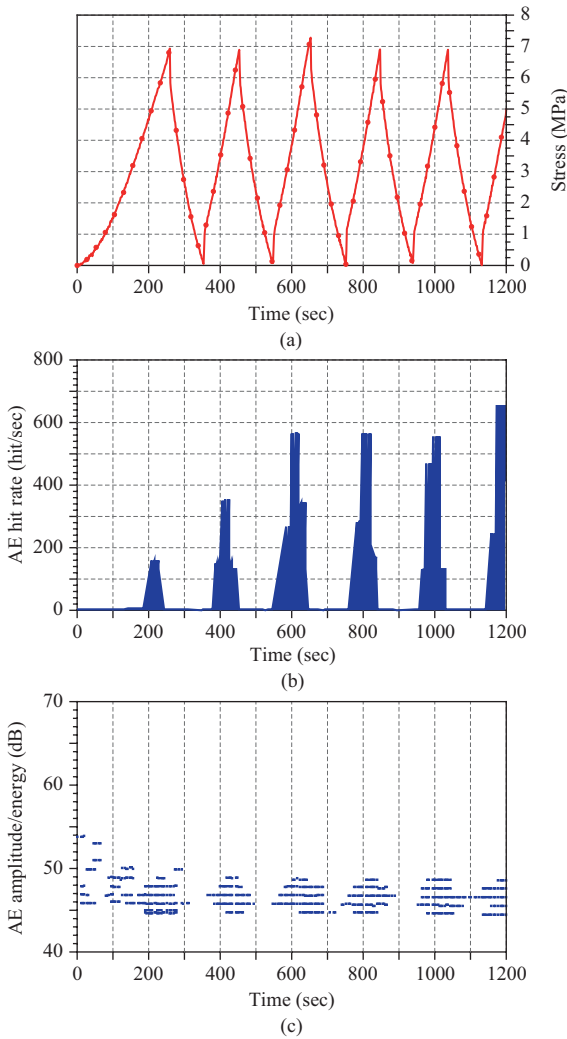 8
7
6
5
4
3
2
1
0
Stress (MPa)
0 200 400 600 800 1000 1200
Time (sec)
(a)
800
600
400
200
0
AE hit rate (hit/sec)
0 200 400 600 800 1000 1200
Time (sec)
(b)
70
60
50
40
AE amplitude/energy (dB)
0 200 400 600 800 1000 1200
Time (sec)
(c)